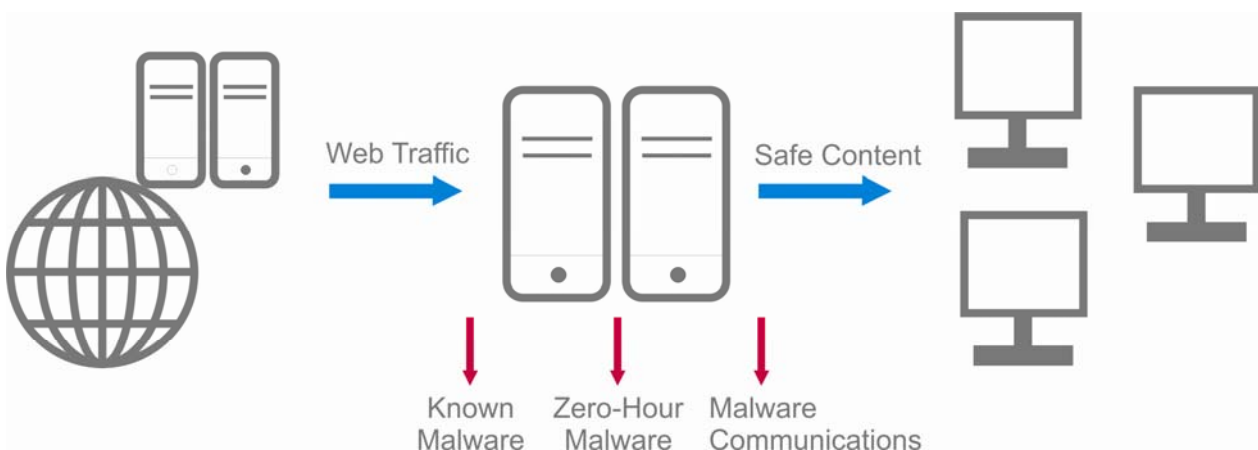 Web Traffic
Safe Content
Known
Malware
Zero-Hour
Malware
Malware
Communications